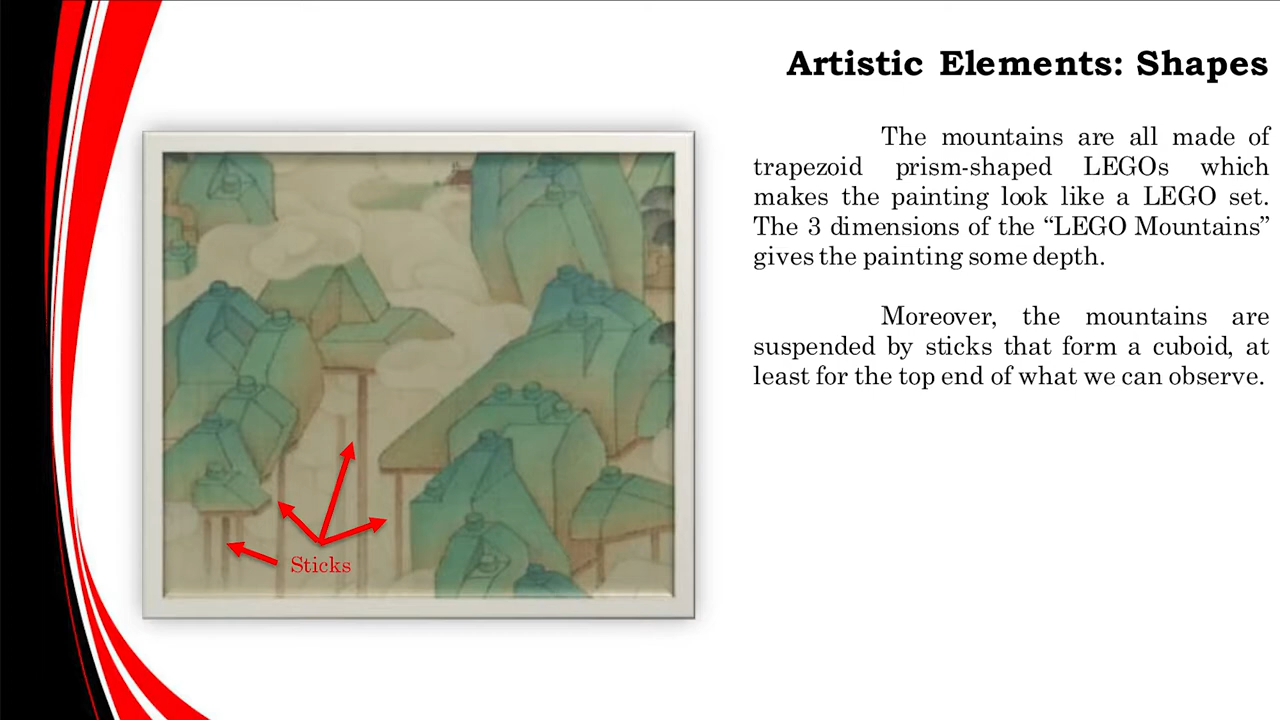 Artistic Elements: Shapes
The mountains are all made of
trapezoid prism-shaped LEGOs which
makes the painting look like a LEGO set.
The 3 dimensions of the “LEGO Mountains”
gives the painting some depth.
Moreover, the mountains are
suspended by sticks that form a cuboid, at
least for the top end of what we can observe.
Sticks